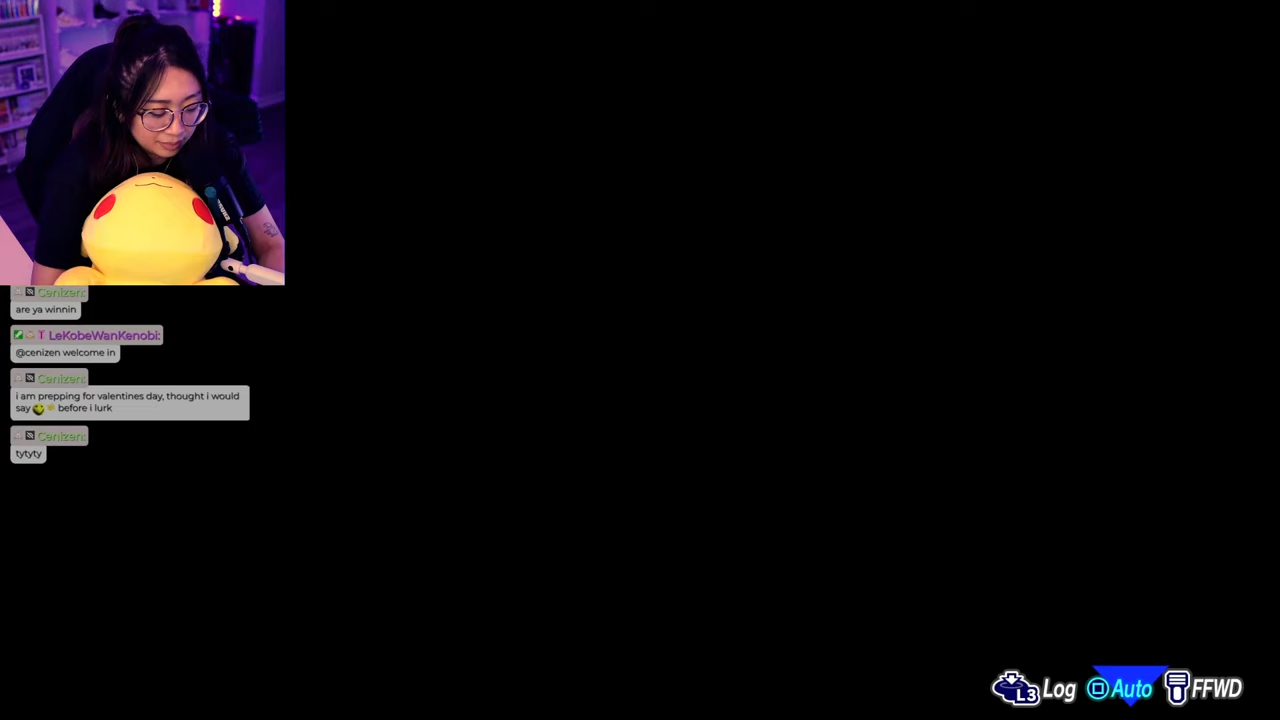 Cenizen:
are ya winnin
LeKobeWanKenobi:
@cenizen welcome in
Cenizen:
i am prepping for valentines day, thought i would
say before i lurk
Cenizen:
tytyty
L3 Log Auto FFWD